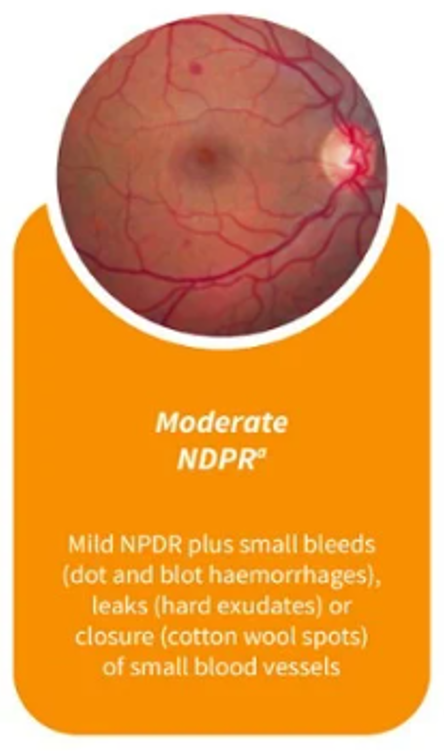 Moderate
NDPRª
Mild NPDR plus small bleeds
(dot and blot haemorrhages),
leaks (hard exudates) or
closure (cotton wool spots)
of small blood vessels